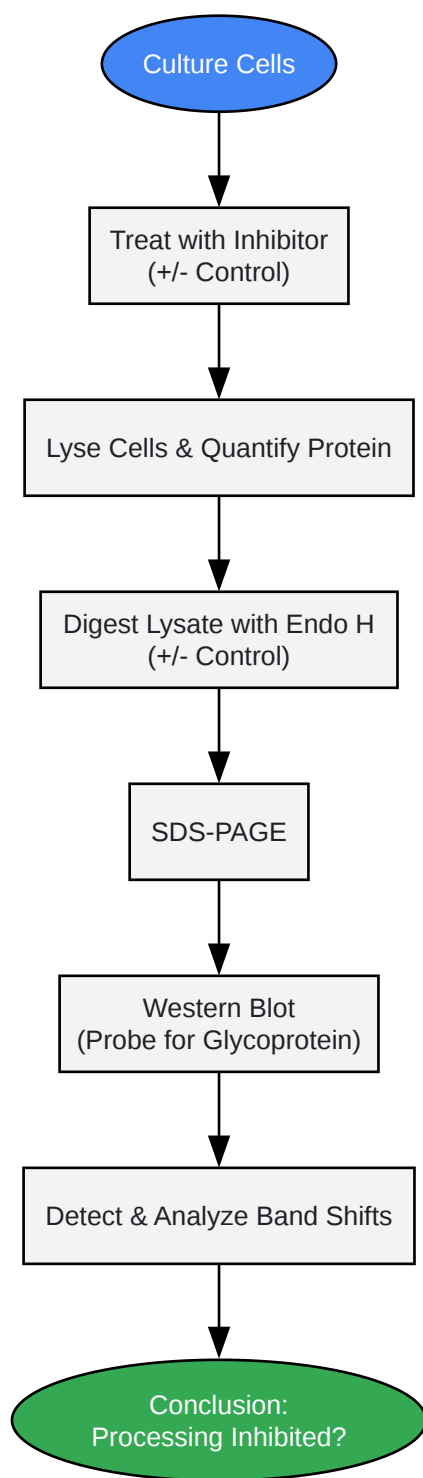 Culture Cells
Treat with Inhibitor
(+/- Control)
Lyse Cells & Quantify Protein
Digest Lysate with Endo H
(+/- Control)
SDS-PAGE
Western Blot
(Probe for Glycoprotein)
Detect & Analyze Band Shifts
Conclusion:
Processing Inhibited?